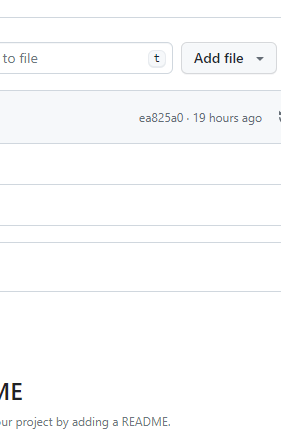 to file t Add file
ea825a0 · 19 hours ago
ME
our project by adding a README.